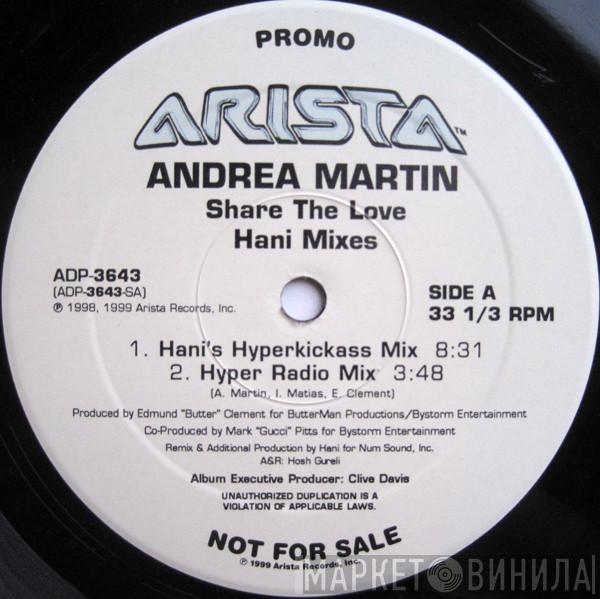 PROMO
ARISTA™
ANDREA MARTIN
Share The Love
Hani Mixes
ADP-3643
(ADP-3643-SA)
℗ 1998, 1999 Arista Records, Inc.
SIDE A
33 1/3 RPM
1. Hani's Hyperkickass Mix 8:31
2. Hyper Radio Mix 3:48
(A. Martin, I. Matias, E. Clement)
Produced by Edmund "Butter" Clement for ButterMan Productions/Bystorm Entertainment
Co-Produced by Mark "Gucci" Pitts for Bystorm Entertainment
Remix & Additional Production by Hani for Num Sound, Inc.
A&R: Hosh Gureli
Album Executive Producer: Clive Davis
UNAUTHORIZED DUPLICATION IS A
VIOLATION OF APPLICABLE LAWS.
NOT FOR SALE
© 1999 Arista Records, Inc.
МАРКЕТ ВИНИЛА